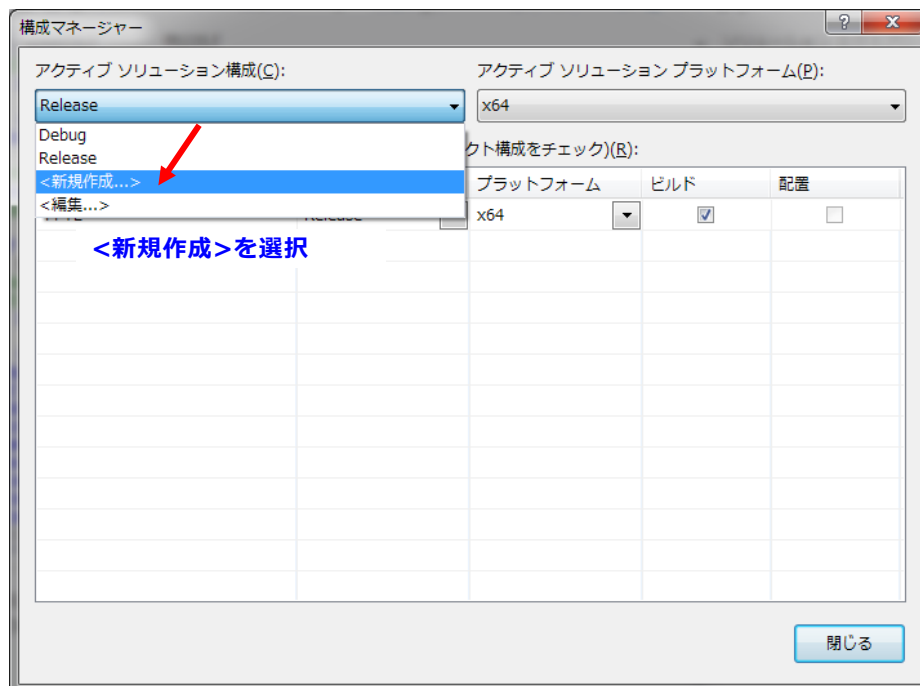 構成マネージャー
アクティブ ソリューション構成(C):
アクティブ ソリューション プラットフォーム(P):
Release
x64
Debug
Release
<新規作成...>
<編集...>
クト構成をチェック)(R):
プラットフォーム ビルド 配置
x64
<新規作成>を選択
閉じる